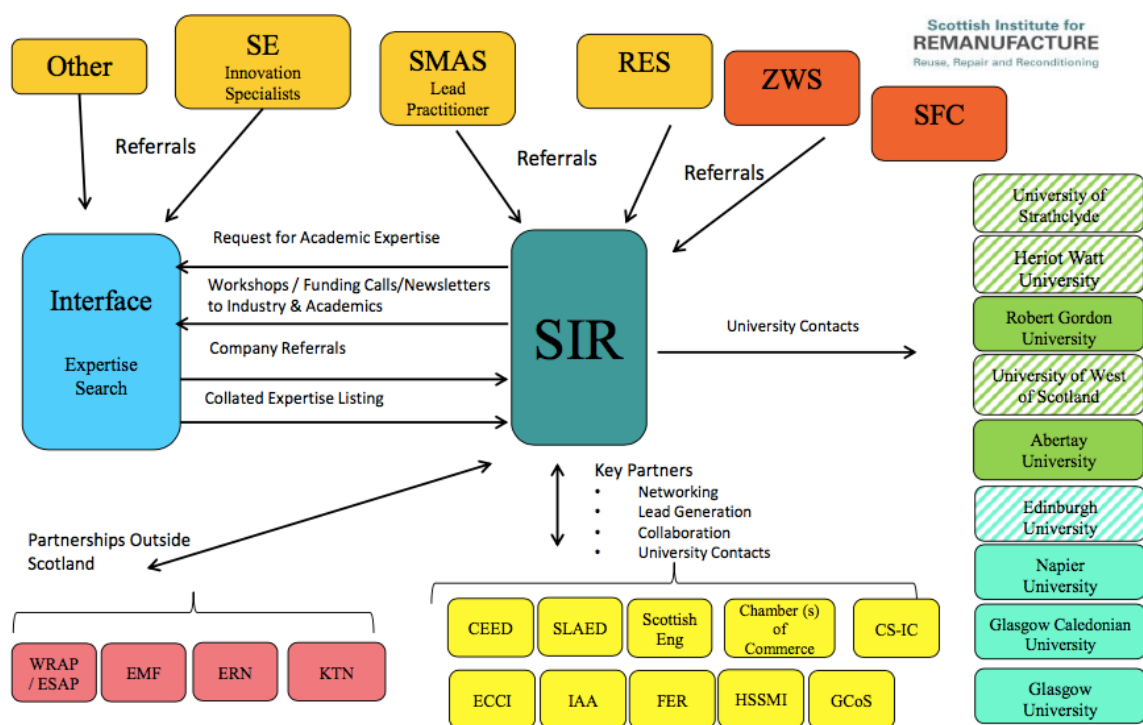 Scottish Institute for
REMANUFACTURE
Reuse, Repair and Reconditioning
Other
SE
Innovation
Specialists
SMAS
Lead
Practitioner
RES
ZWS
SFC
Referrals
Referrals
Referrals
Interface
Expertise
Search
Request for Academic Expertise
Workshops / Funding Calls/Newsletters
to Industry & Academics
Company Referrals
Collated Expertise Listing
SIR
University Contacts
University of
Strathclyde
Heriot Watt
University
Robert Gordon
University
University of West
of Scotland
Abertay
University
Edinburgh
University
Napier
University
Glasgow Caledonian
University
Glasgow
University
Key Partners
• Networking
• Lead Generation
• Collaboration
• University Contacts
Partnerships Outside
Scotland
WRAP
/ ESAP
EMF
ERN
KTN
CEED
SLAED
Scottish
Eng
Chamber (s)
of
Commerce
CS-IC
ECCI
IAA
FER
HSSMI
GCoS